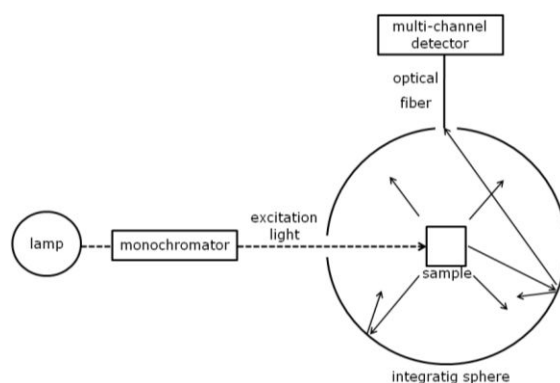 multi-channel
detector
optical
fiber
excitation
light
lamp
monochromator
sample
integratig sphere